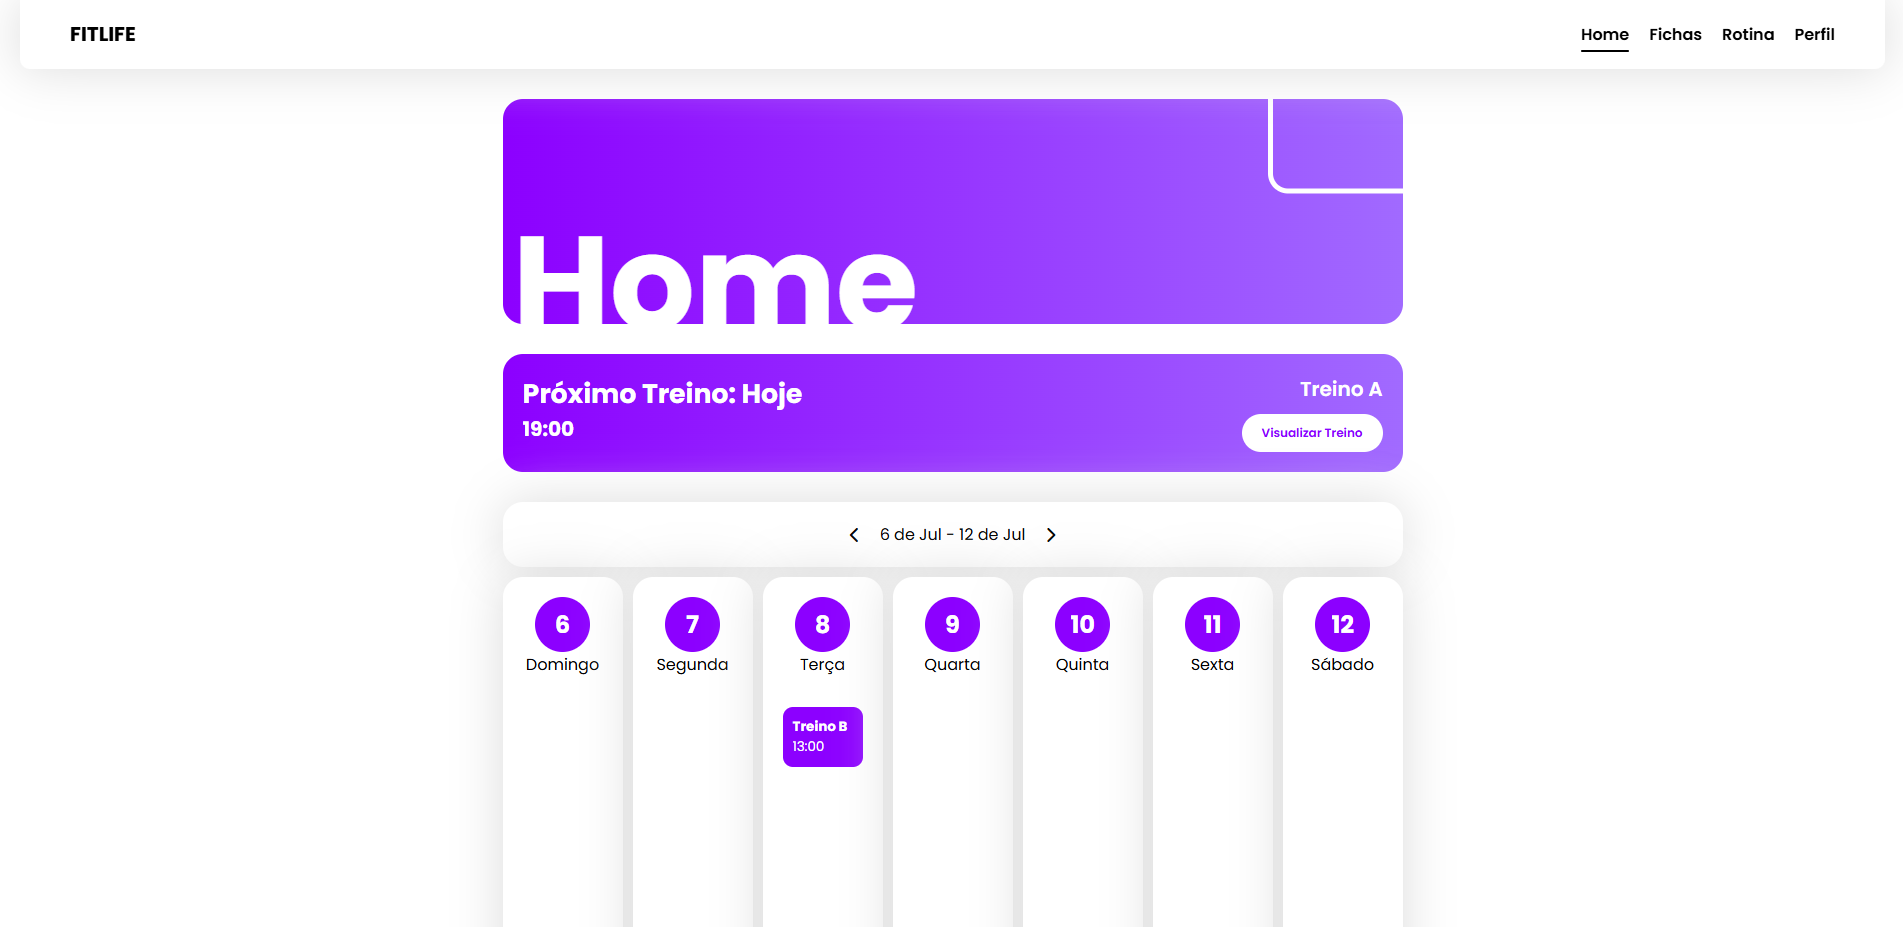 FITLIFE
Home Fichas Rotina Perfil
Home
Próximo Treino: Hoje
19:00
Treino A
Visualizar Treino
6 de Jul - 12 de Jul
6 7 8 9 10 11 12
Domingo Segunda Terça Quarta Quinta Sexta Sábado
Treino B
13:00